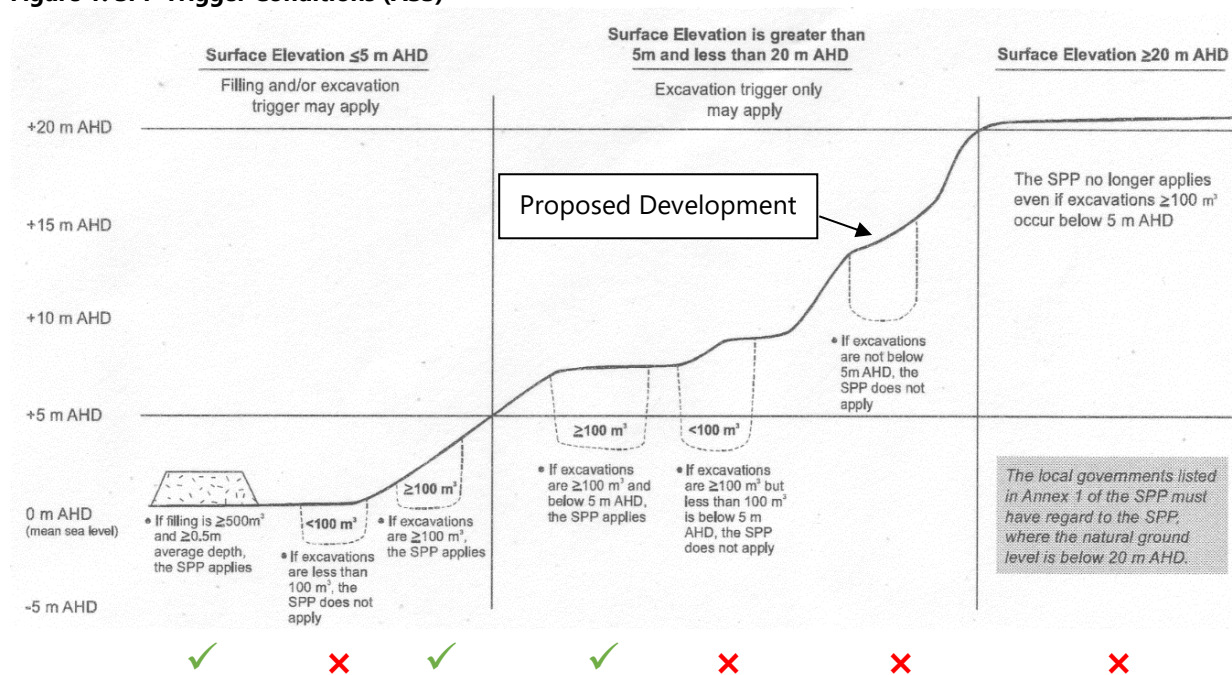 Surface Elevation ≤5 m AHD
Filling and/or excavation
trigger may apply
Surface Elevation is greater than
5m and less than 20 m AHD
Excavation trigger only
may apply
Surface Elevation ≥20 m AHD
+20 m AHD
+15 m AHD
+10 m AHD
+5 m AHD
0 m AHD
(mean sea level)
-5 m AHD
Proposed Development
The SPP no longer applies
even if excavations ≥100 m³
occur below 5 m AHD
• If filling is ≥500m³
and ≥0.5m
average depth,
the SPP applies
<100 m³
• If excavations
are less than
100 m³, the
SPP does not
apply
≥100 m³
• If excavations
are ≥100 m³,
the SPP applies
≥100 m³
• If excavations
are ≥100 m³ and
below 5 m AHD,
the SPP applies
<100 m³
• If excavations
are ≥100 m³ but
less than 100 m³
is below 5 m
AHD, the SPP
does not apply
• If excavations
are not below
5m AHD, the
SPP does not
apply
The local governments listed
in Annex 1 of the SPP must
have regard to the SPP,
where the natural ground
level is below 20 m AHD.